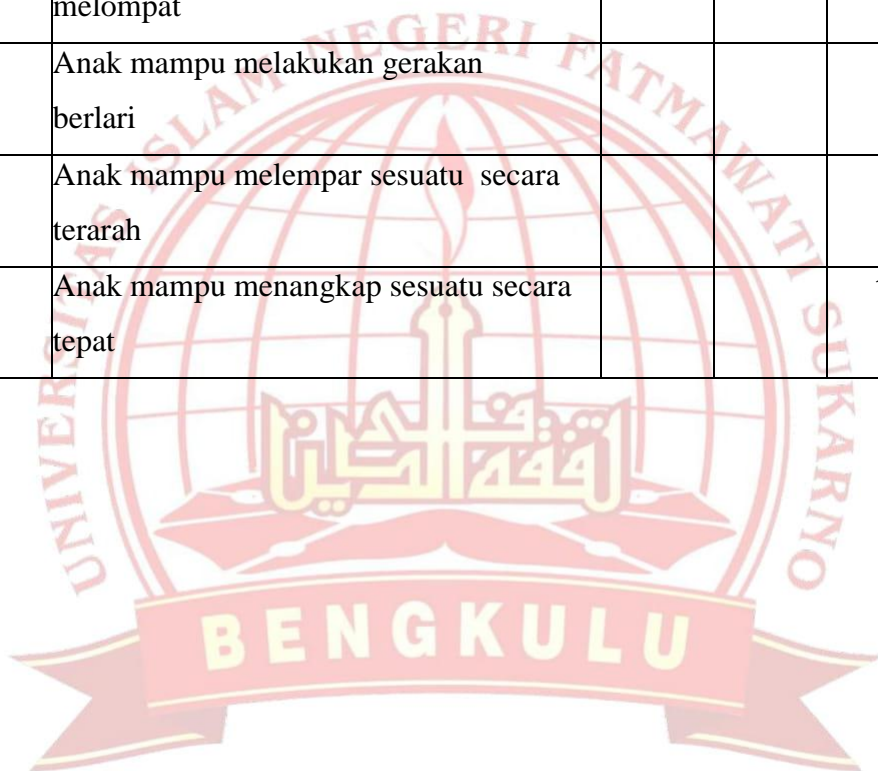 melompat
Anak mampu melakukan gerakan
berlari
Anak mampu melempar sesuatu secara
terarah
Anak mampu menangkap sesuatu secara
tepat
UNIVERSITAS ISLAM NEGERI FATMAWATI SUKARNO
BENGKULU